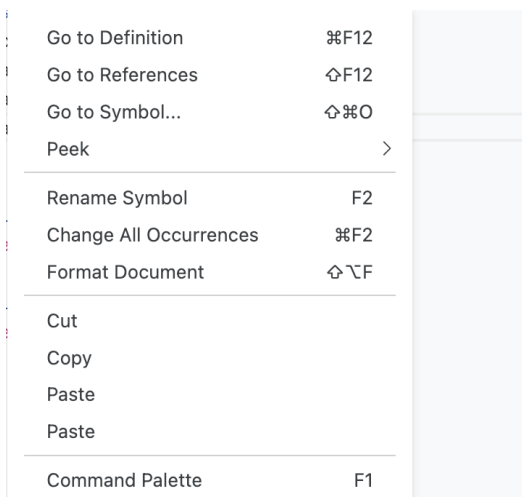 Go to Definition ⌘F12
Go to References ⇧F12
Go to Symbol... ⇧⌘O
Peek
Rename Symbol F2
Change All Occurrences ⌘F2
Format Document ⇧⌥F
Cut
Copy
Paste
Paste
Command Palette F1